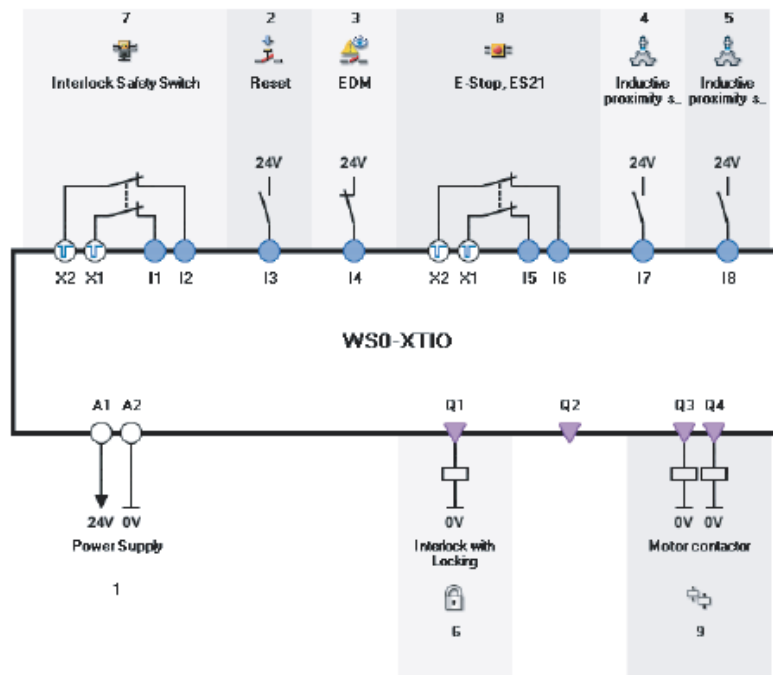 7 2 3 8 4 5
Interlock Safety Switch Reset EDM E-Stop, ES21 Inductive proximity s... Inductive proximity s...
24V 24V 24V 24V
X2 X1 I1 I2 I3 I4 X2 X1 I5 I6 I7 I8
WS0-XTIO
A1 A2 Q1 Q2 Q3 Q4
24V 0V 0V 0V 0V
Power Supply Interlock with Locking Motor contactor
1 6 9